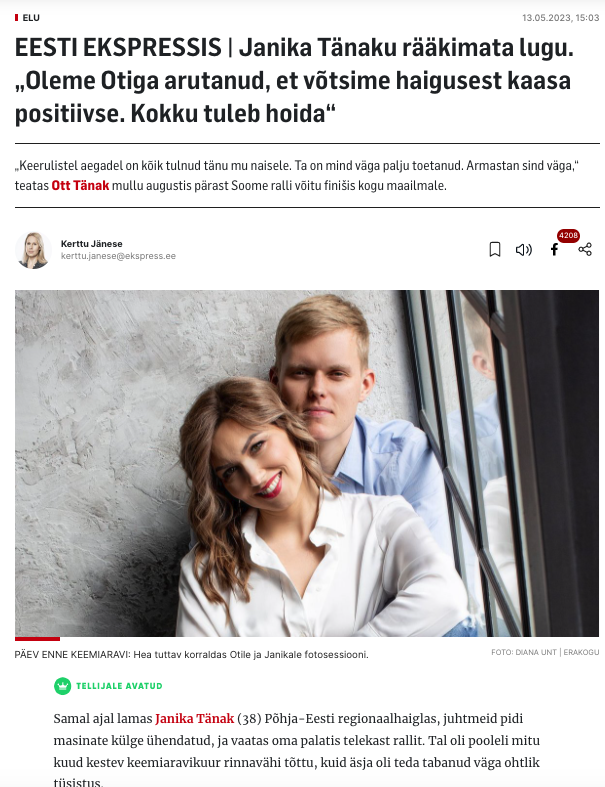 ELU
13.05.2023, 15:03
EESTI EKSPRESSIS | Janika Tänaku rääkimata lugu.
„Oleme Otiga arutanud, et võtsime haigusest kaasa
positiivse. Kokku tuleb hoida“
„Keerulistel aegadel on kõik tulnud tänu mu naisele. Ta on mind väga palju toetanud. Armastan sind väga,“
teatas Ott Tänak mullu augustis pärast Soome ralli võitu finišis kogu maailmale.
Kerttu Jänese
kerttu.janese@ekspress.ee
4208
PÄEV ENNE KEEMIARAVI: Hea tuttav korraldas Otile ja Janikale fotosessiooni.
FOTO: DIANA UNT | ERAKOGU
TELLIJALE AVATUD
Samal ajal lamas Janika Tänak (38) Põhja-Eesti regionaalhaiglas, juhtmeid pidi
masinate külge ühendatud, ja vaatas oma palatis telekast rallit. Tal oli pooleli mitu
kuud kestev keemiaravikuur rinnavähi tõttu, kuid äsja oli teda tabanud väga ohtlik
tüsistus.